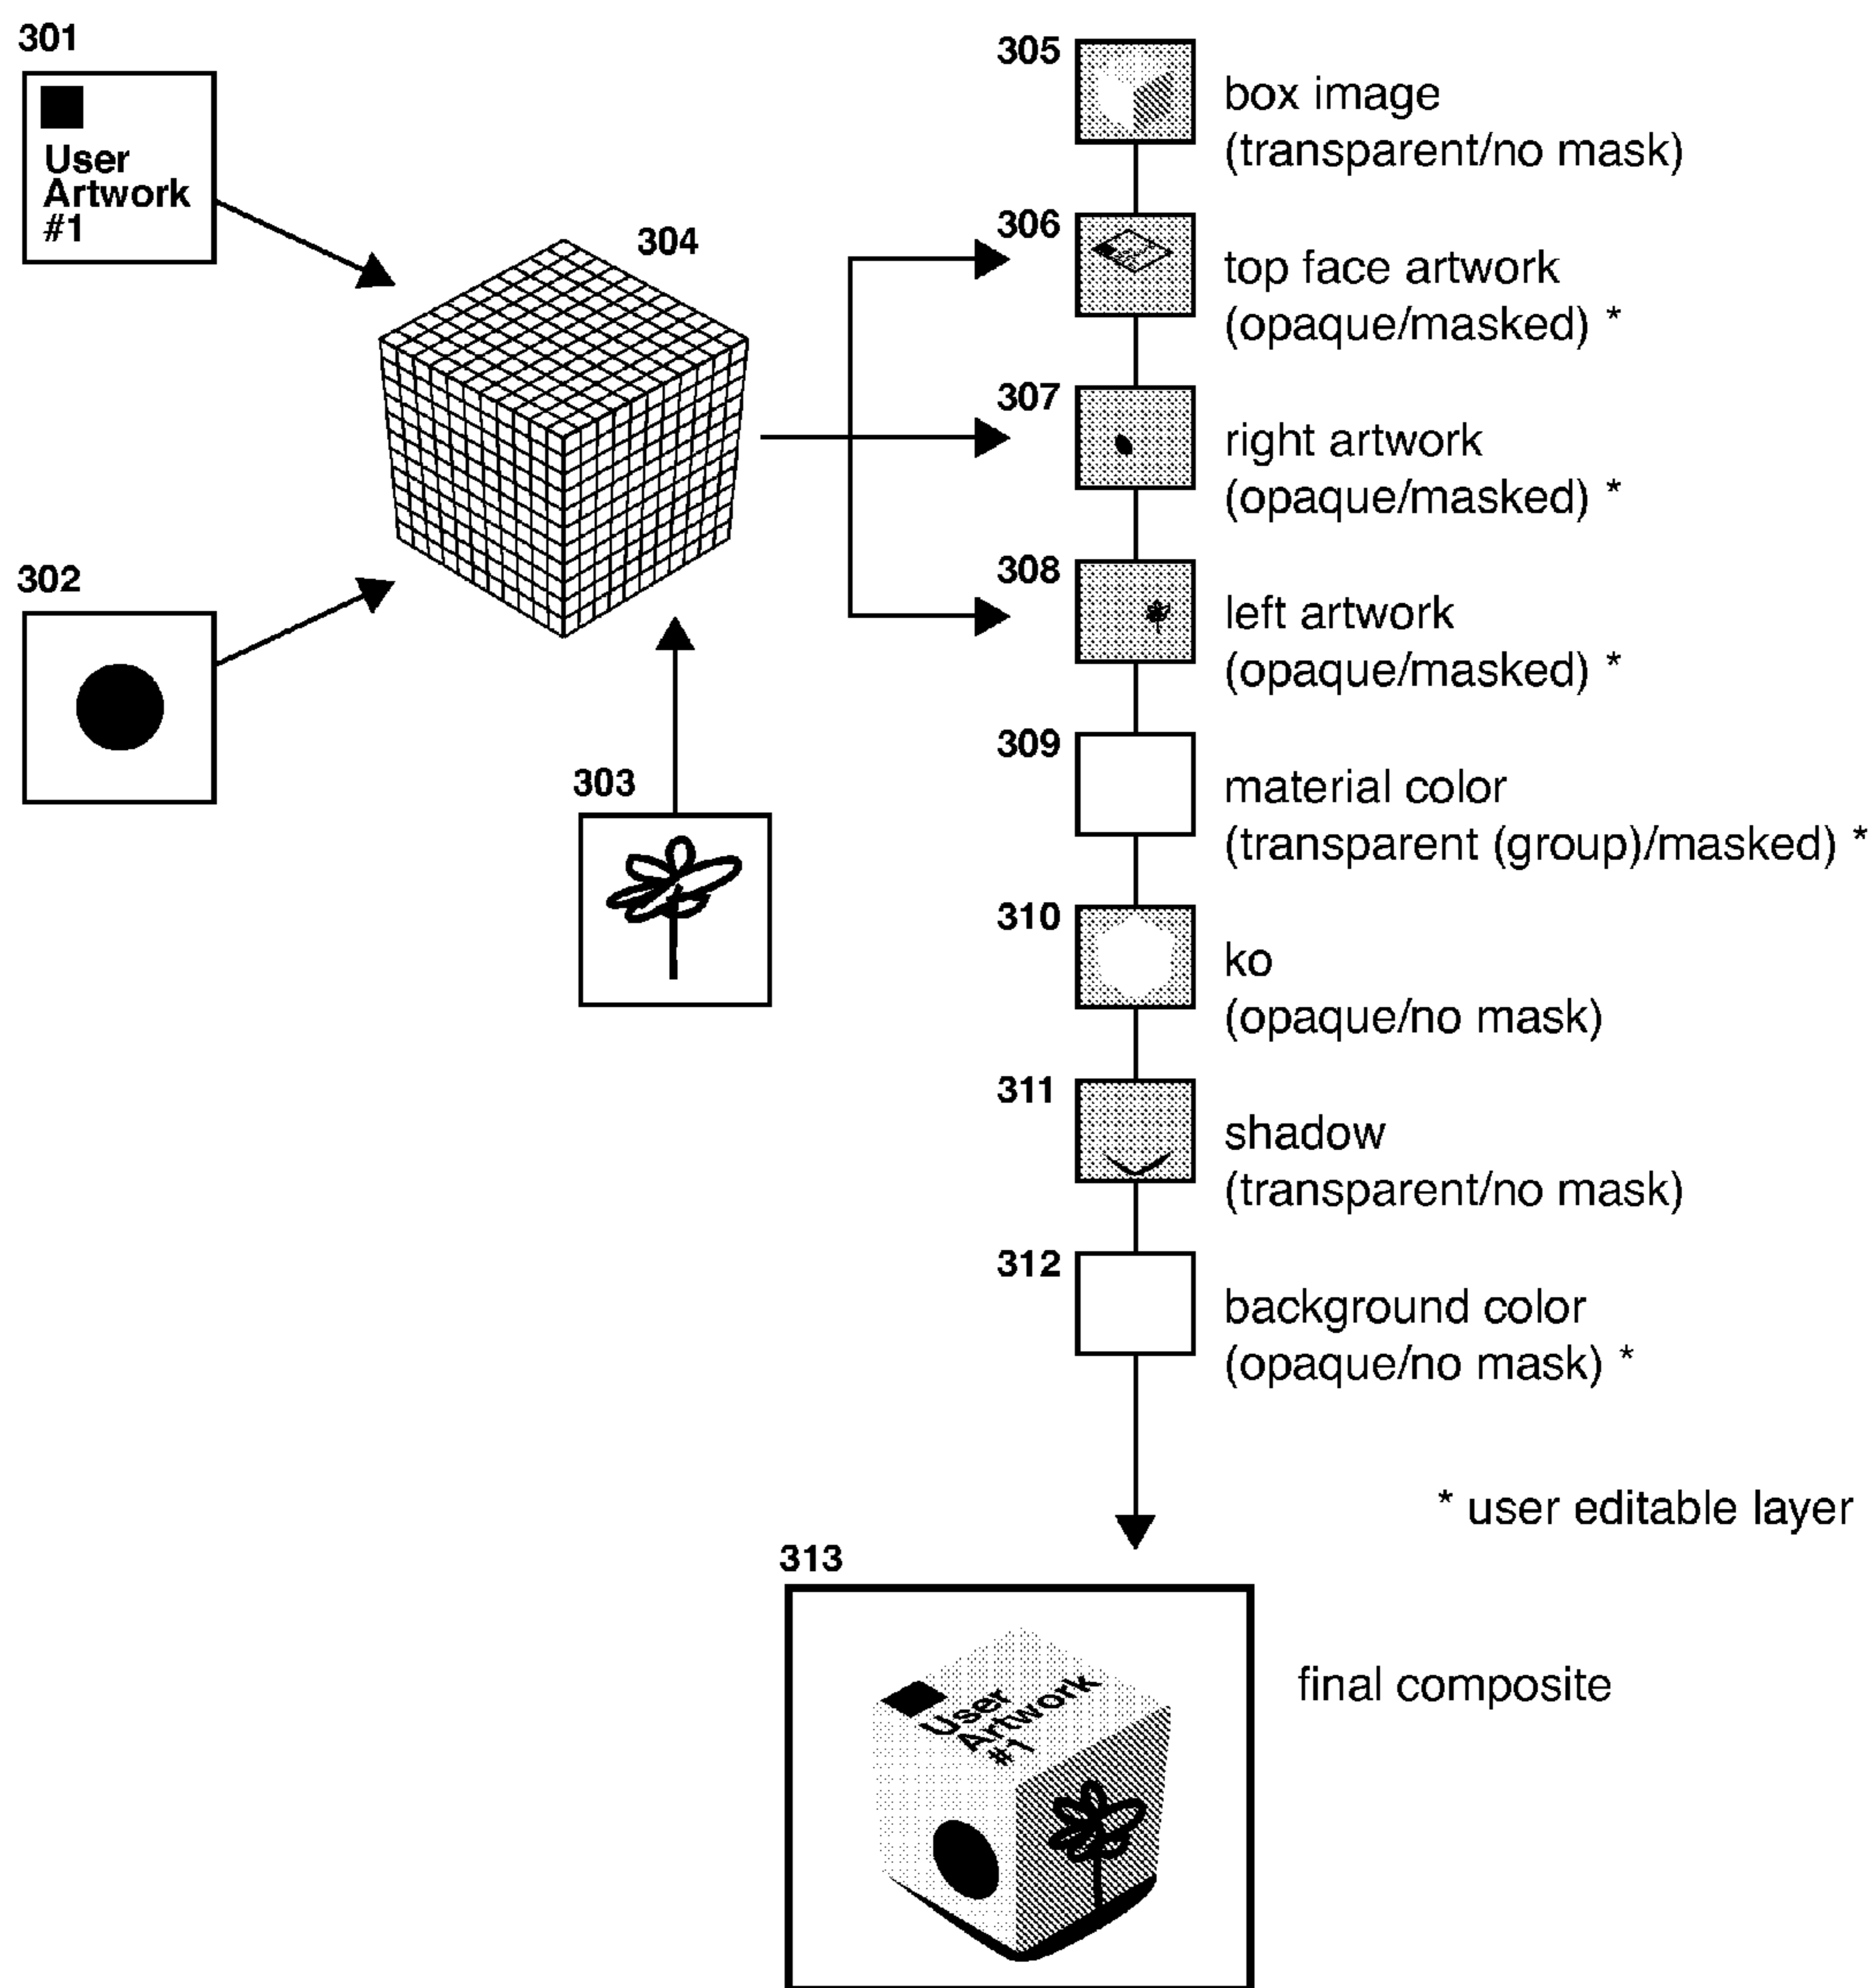 301
User
Artwork
#1
302
303
304
305
box image
(transparent/no mask)
306
top face artwork
(opaque/masked) *
307
right artwork
(opaque/masked) *
308
left artwork
(opaque/masked) *
309
material color
(transparent (group)/masked) *
310
ko
(opaque/no mask)
311
shadow
(transparent/no mask)
312
background color
(opaque/no mask) *
* user editable layer
313
User
Artwork
#1
final composite